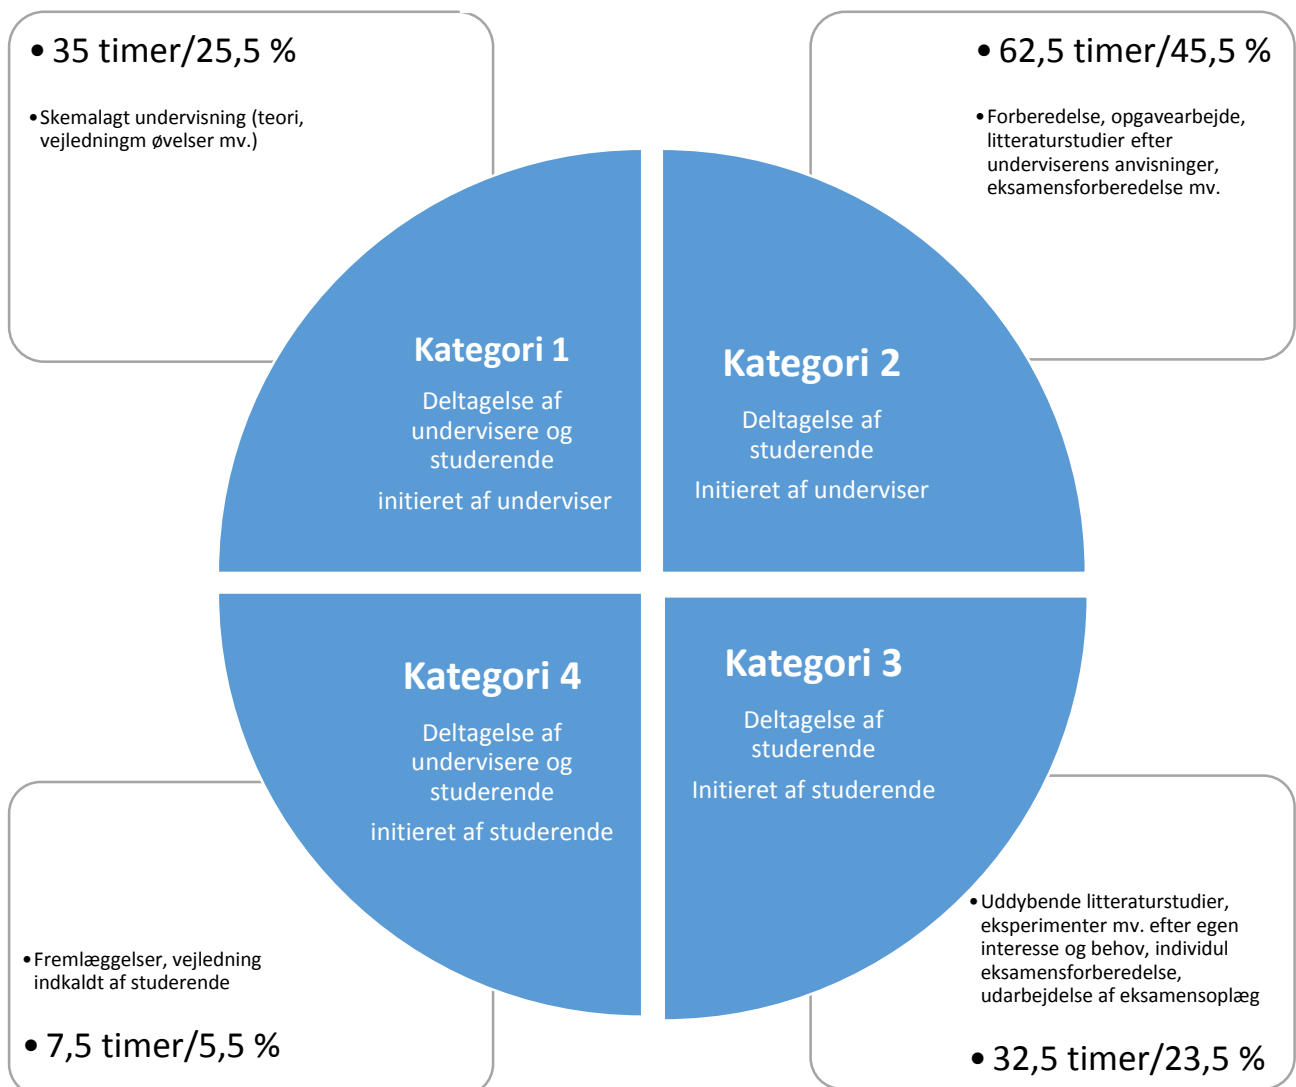 • 35 timer/25,5 %
• Skemalagt undervisning (teori,
vejledningm øvelser mv.)
• 62,5 timer/45,5 %
• Forberedelse, opgavearbejde,
litteraturstudier efter
underviserens anvisninger,
eksamensforberedelse mv.
Kategori 1
Deltagelse af
undervisere og
studerende
initieret af underviser
Kategori 2
Deltagelse af
studerende
Initieret af underviser
Kategori 4
Deltagelse af
undervisere og
studerende
initieret af studerende
Kategori 3
Deltagelse af
studerende
Initieret af studerende
• Fremlæggelser, vejledning
indkaldt af studerende
• 7,5 timer/5,5 %
• Uddybende litteraturstudier,
eksperimenter mv. efter egen
interesse og behov, individul
eksamensforberedelse,
udarbejdelse af eksamensoplæg
• 32,5 timer/23,5 %